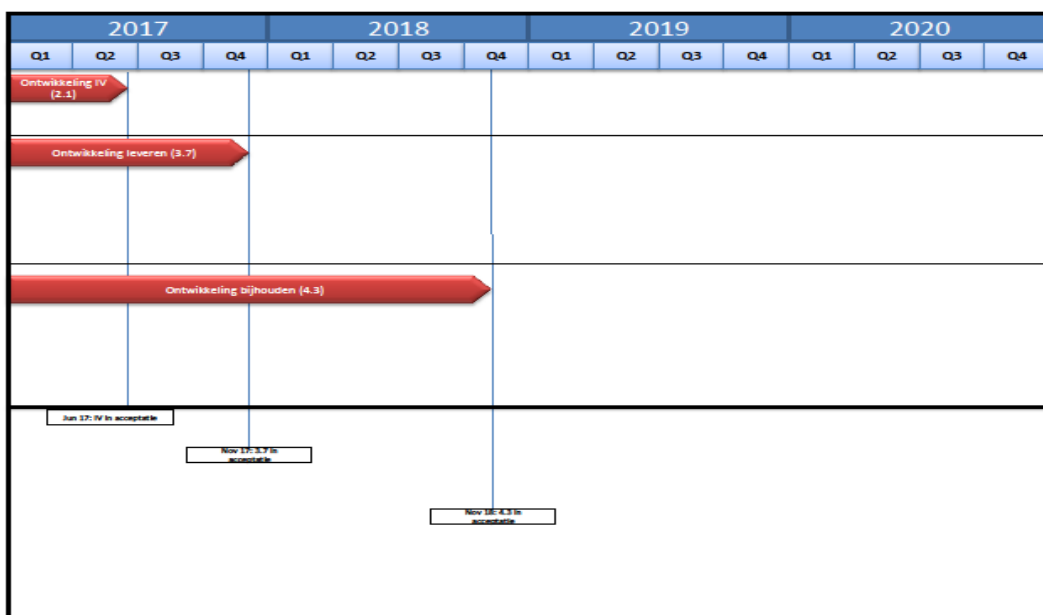 2017 2018 2019 2020
Q1 Q2 Q3 Q4 Q1 Q2 Q3 Q4 Q1 Q2 Q3 Q4 Q1 Q2 Q3 Q4
Ontwikkeling IV
(2.1)
Ontwikkeling leveren (3.7)
Ontwikkeling bijhouden (4.3)
Jun 17: IV in acceptatie
Nov 17: 3.7 in
acceptatie
Nov 18: 4.3 in
acceptatie